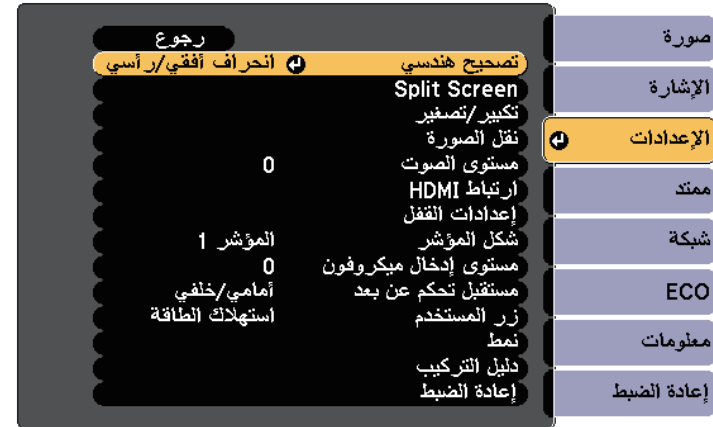 صورة
الإشارة
الإعدادات
ممتد
شبكة
ECO
معلومات
إعادة الضبط
رجوع
تصحيح هندسي انحراف أفقي/رأسي
Split Screen
تكبير/تصغير
نقل الصورة
مستوى الصوت 0
ارتباط HDMI
إعدادات القفل
شكل المؤشر المؤشر 1
مستوى إدخال ميكروفون 0
مستقبل تحكم عن بعد أمامي/خلفي
زر المستخدم استهلاك الطاقة
نمط
دليل التركيب
إعادة الضبط